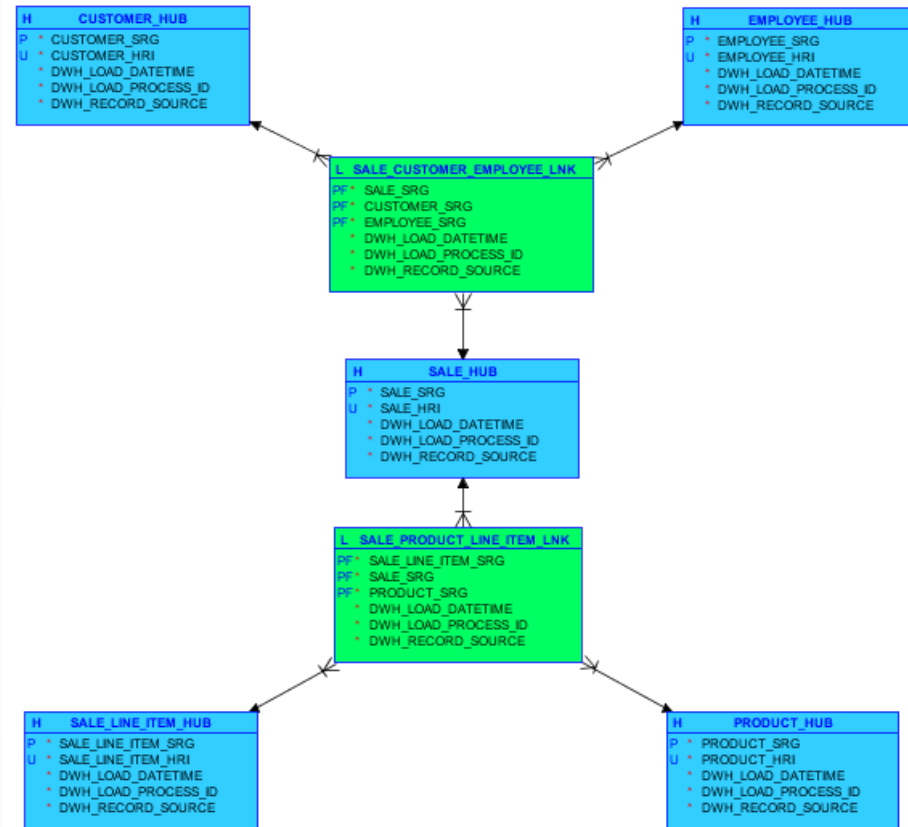 H CUSTOMER_HUB
P * CUSTOMER_SRG
U * CUSTOMER_HRI
* DWH_LOAD_DATETIME
* DWH_LOAD_PROCESS_ID
* DWH_RECORD_SOURCE
H EMPLOYEE_HUB
P * EMPLOYEE_SRG
U * EMPLOYEE_HRI
* DWH_LOAD_DATETIME
* DWH_LOAD_PROCESS_ID
* DWH_RECORD_SOURCE
L SALE_CUSTOMER_EMPLOYEE_LNK
PF * SALE_SRG
PF * CUSTOMER_SRG
PF * EMPLOYEE_SRG
* DWH_LOAD_DATETIME
* DWH_LOAD_PROCESS_ID
* DWH_RECORD_SOURCE
H SALE_HUB
P * SALE_SRG
U * SALE_HRI
* DWH_LOAD_DATETIME
* DWH_LOAD_PROCESS_ID
* DWH_RECORD_SOURCE
L SALE_PRODUCT_LINE_ITEM_LNK
PF * SALE_LINE_ITEM_SRG
PF * SALE_SRG
PF * PRODUCT_SRG
* DWH_LOAD_DATETIME
* DWH_LOAD_PROCESS_ID
* DWH_RECORD_SOURCE
H SALE_LINE_ITEM_HUB
P * SALE_LINE_ITEM_SRG
U * SALE_LINE_ITEM_HRI
* DWH_LOAD_DATETIME
* DWH_LOAD_PROCESS_ID
* DWH_RECORD_SOURCE
H PRODUCT_HUB
P * PRODUCT_SRG
U * PRODUCT_HRI
* DWH_LOAD_DATETIME
* DWH_LOAD_PROCESS_ID
* DWH_RECORD_SOURCE